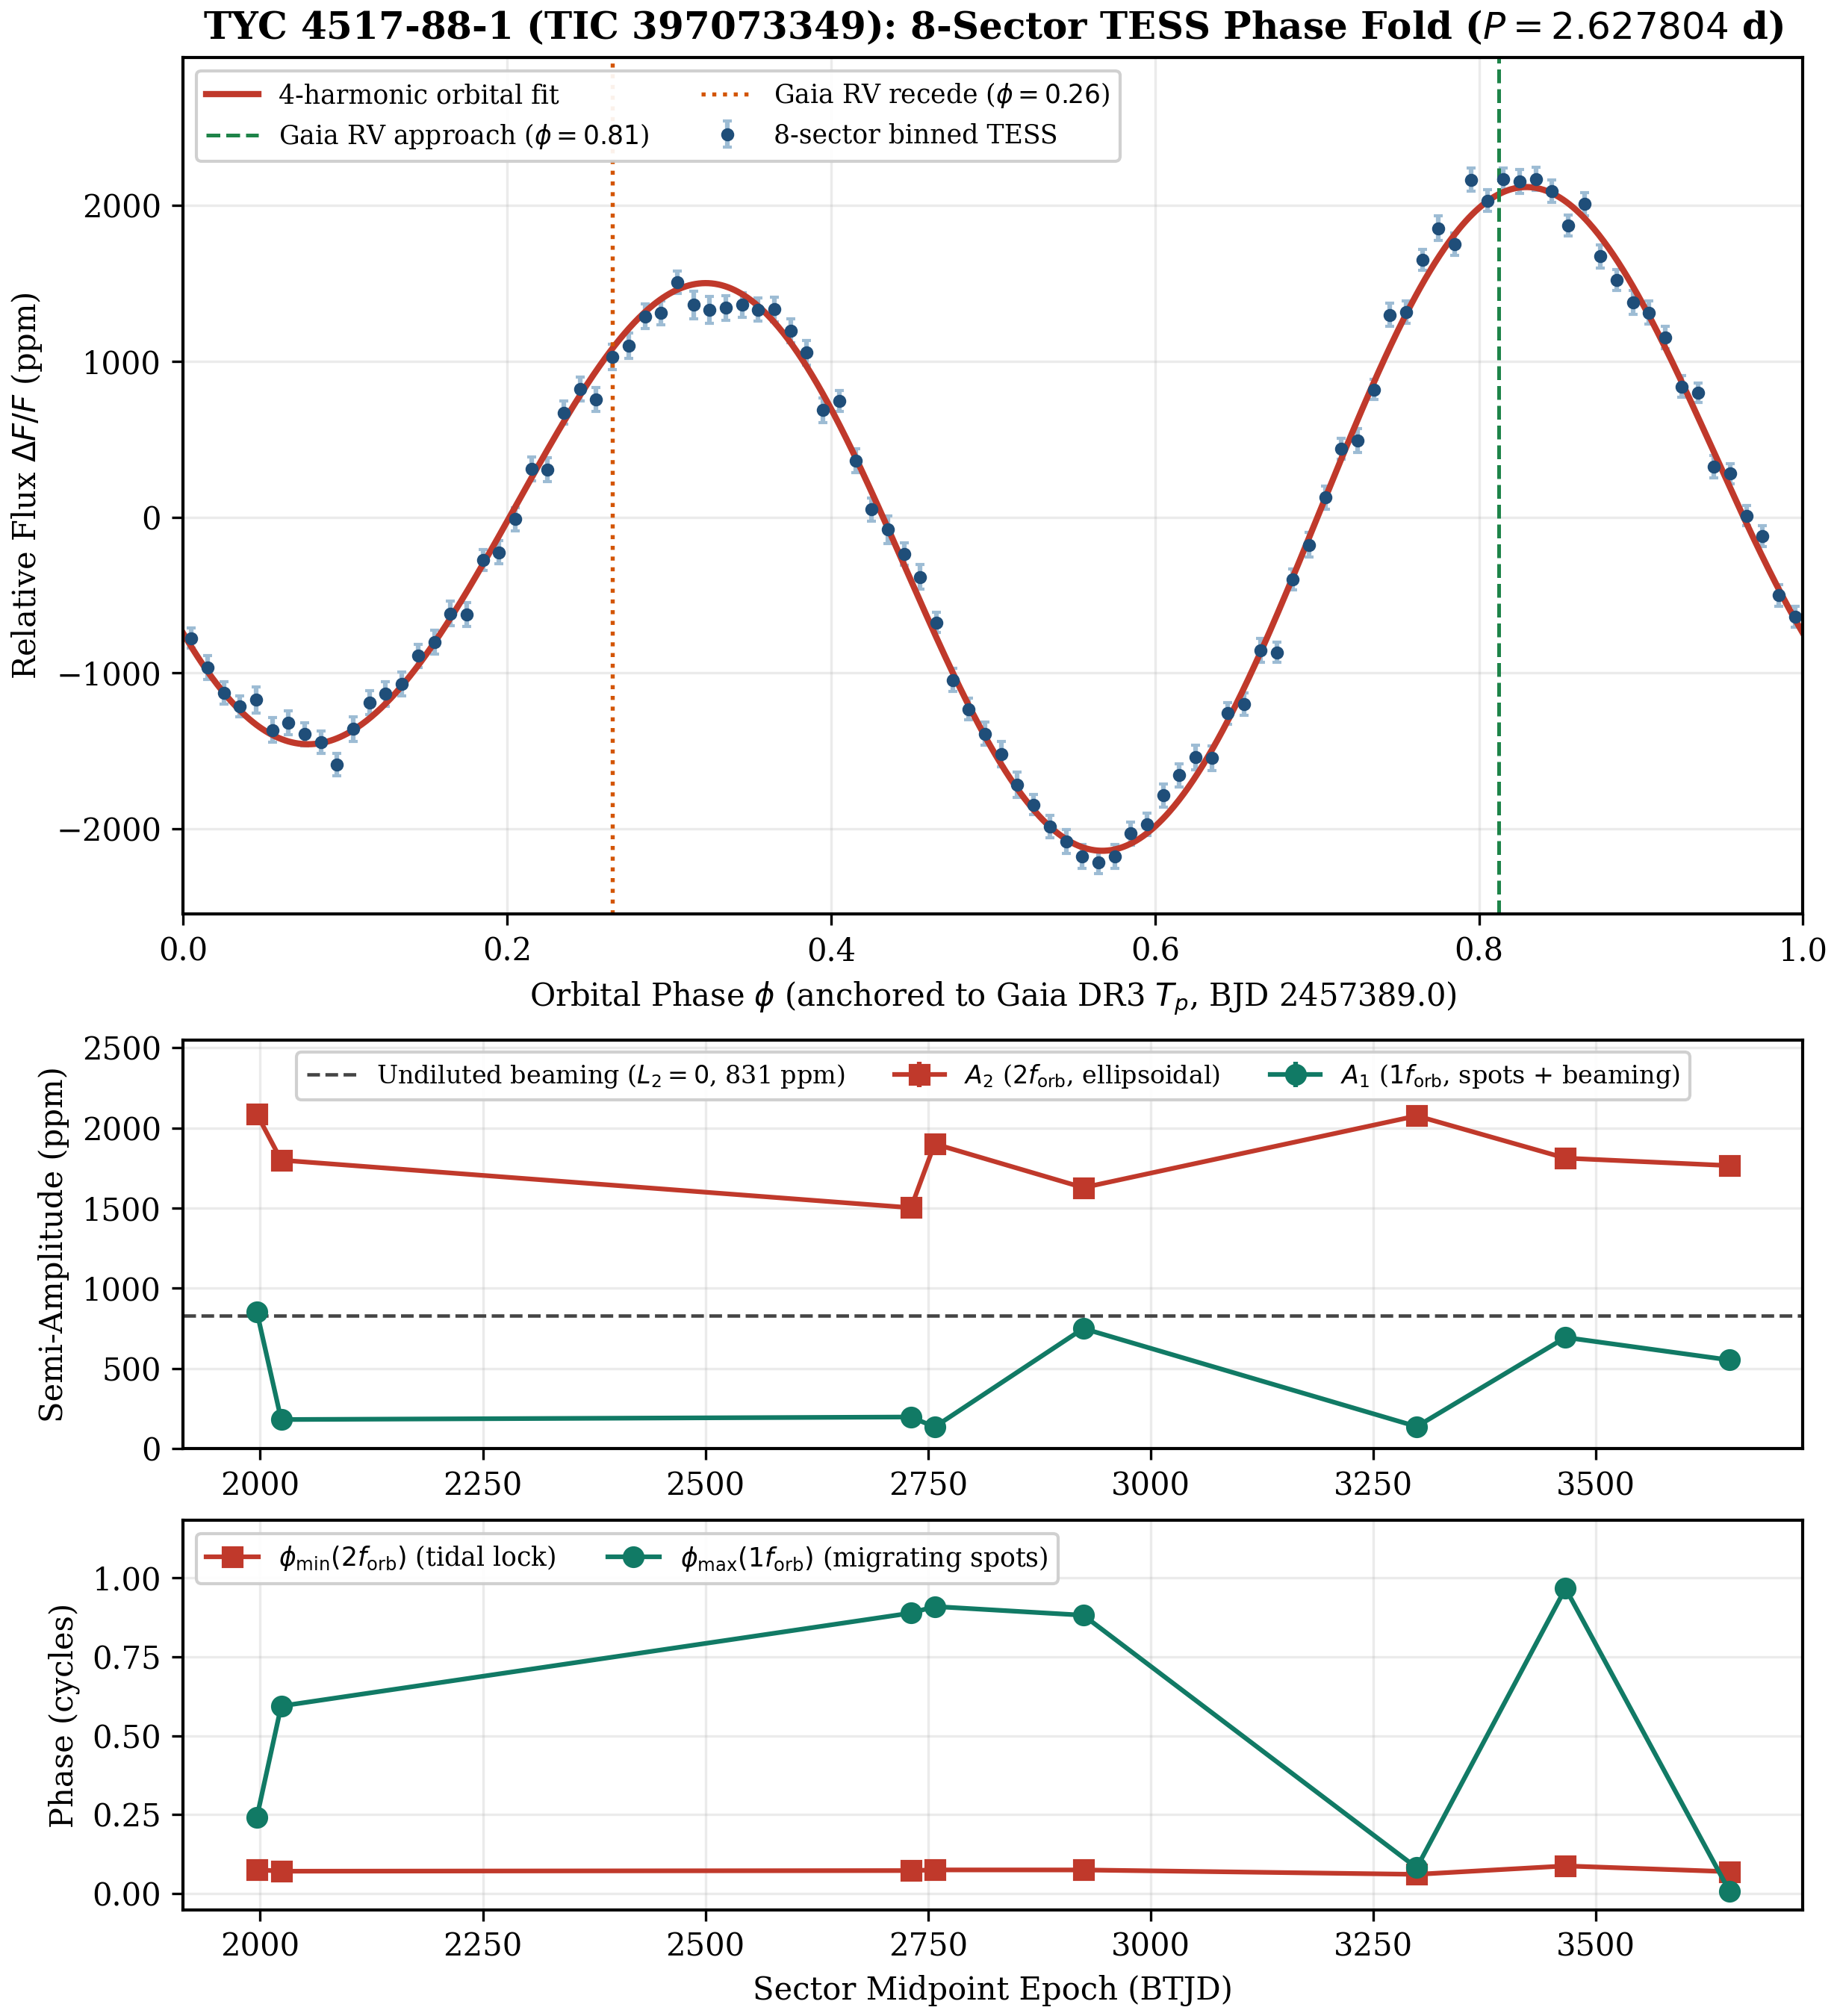 TYC 4517-88-1 (TIC 397073349): 8-Sector TESS Phase Fold (P = 2.627804 d)
4-harmonic orbital fit
Gaia RV approach (ϕ = 0.81)
Gaia RV recede (ϕ = 0.26)
8-sector binned TESS
Relative Flux ΔF/F (ppm)
2000
1000
0
−1000
−2000
0.0 0.2 0.4 0.6 0.8 1.0
Orbital Phase ϕ (anchored to Gaia DR3 Tₚ, BJD 2457389.0)
Undiluted beaming (L₂ = 0, 831 ppm)
A₂ (2f_orb, ellipsoidal)
A₁ (1f_orb, spots + beaming)
Semi-Amplitude (ppm)
2500
2000
1500
1000
500
0
2000 2250 2500 2750 3000 3250 3500
ϕ_min(2f_orb) (tidal lock)
ϕ_max(1f_orb) (migrating spots)
Phase (cycles)
1.00
0.75
0.50
0.25
0.00
2000 2250 2500 2750 3000 3250 3500
Sector Midpoint Epoch (BTJD)